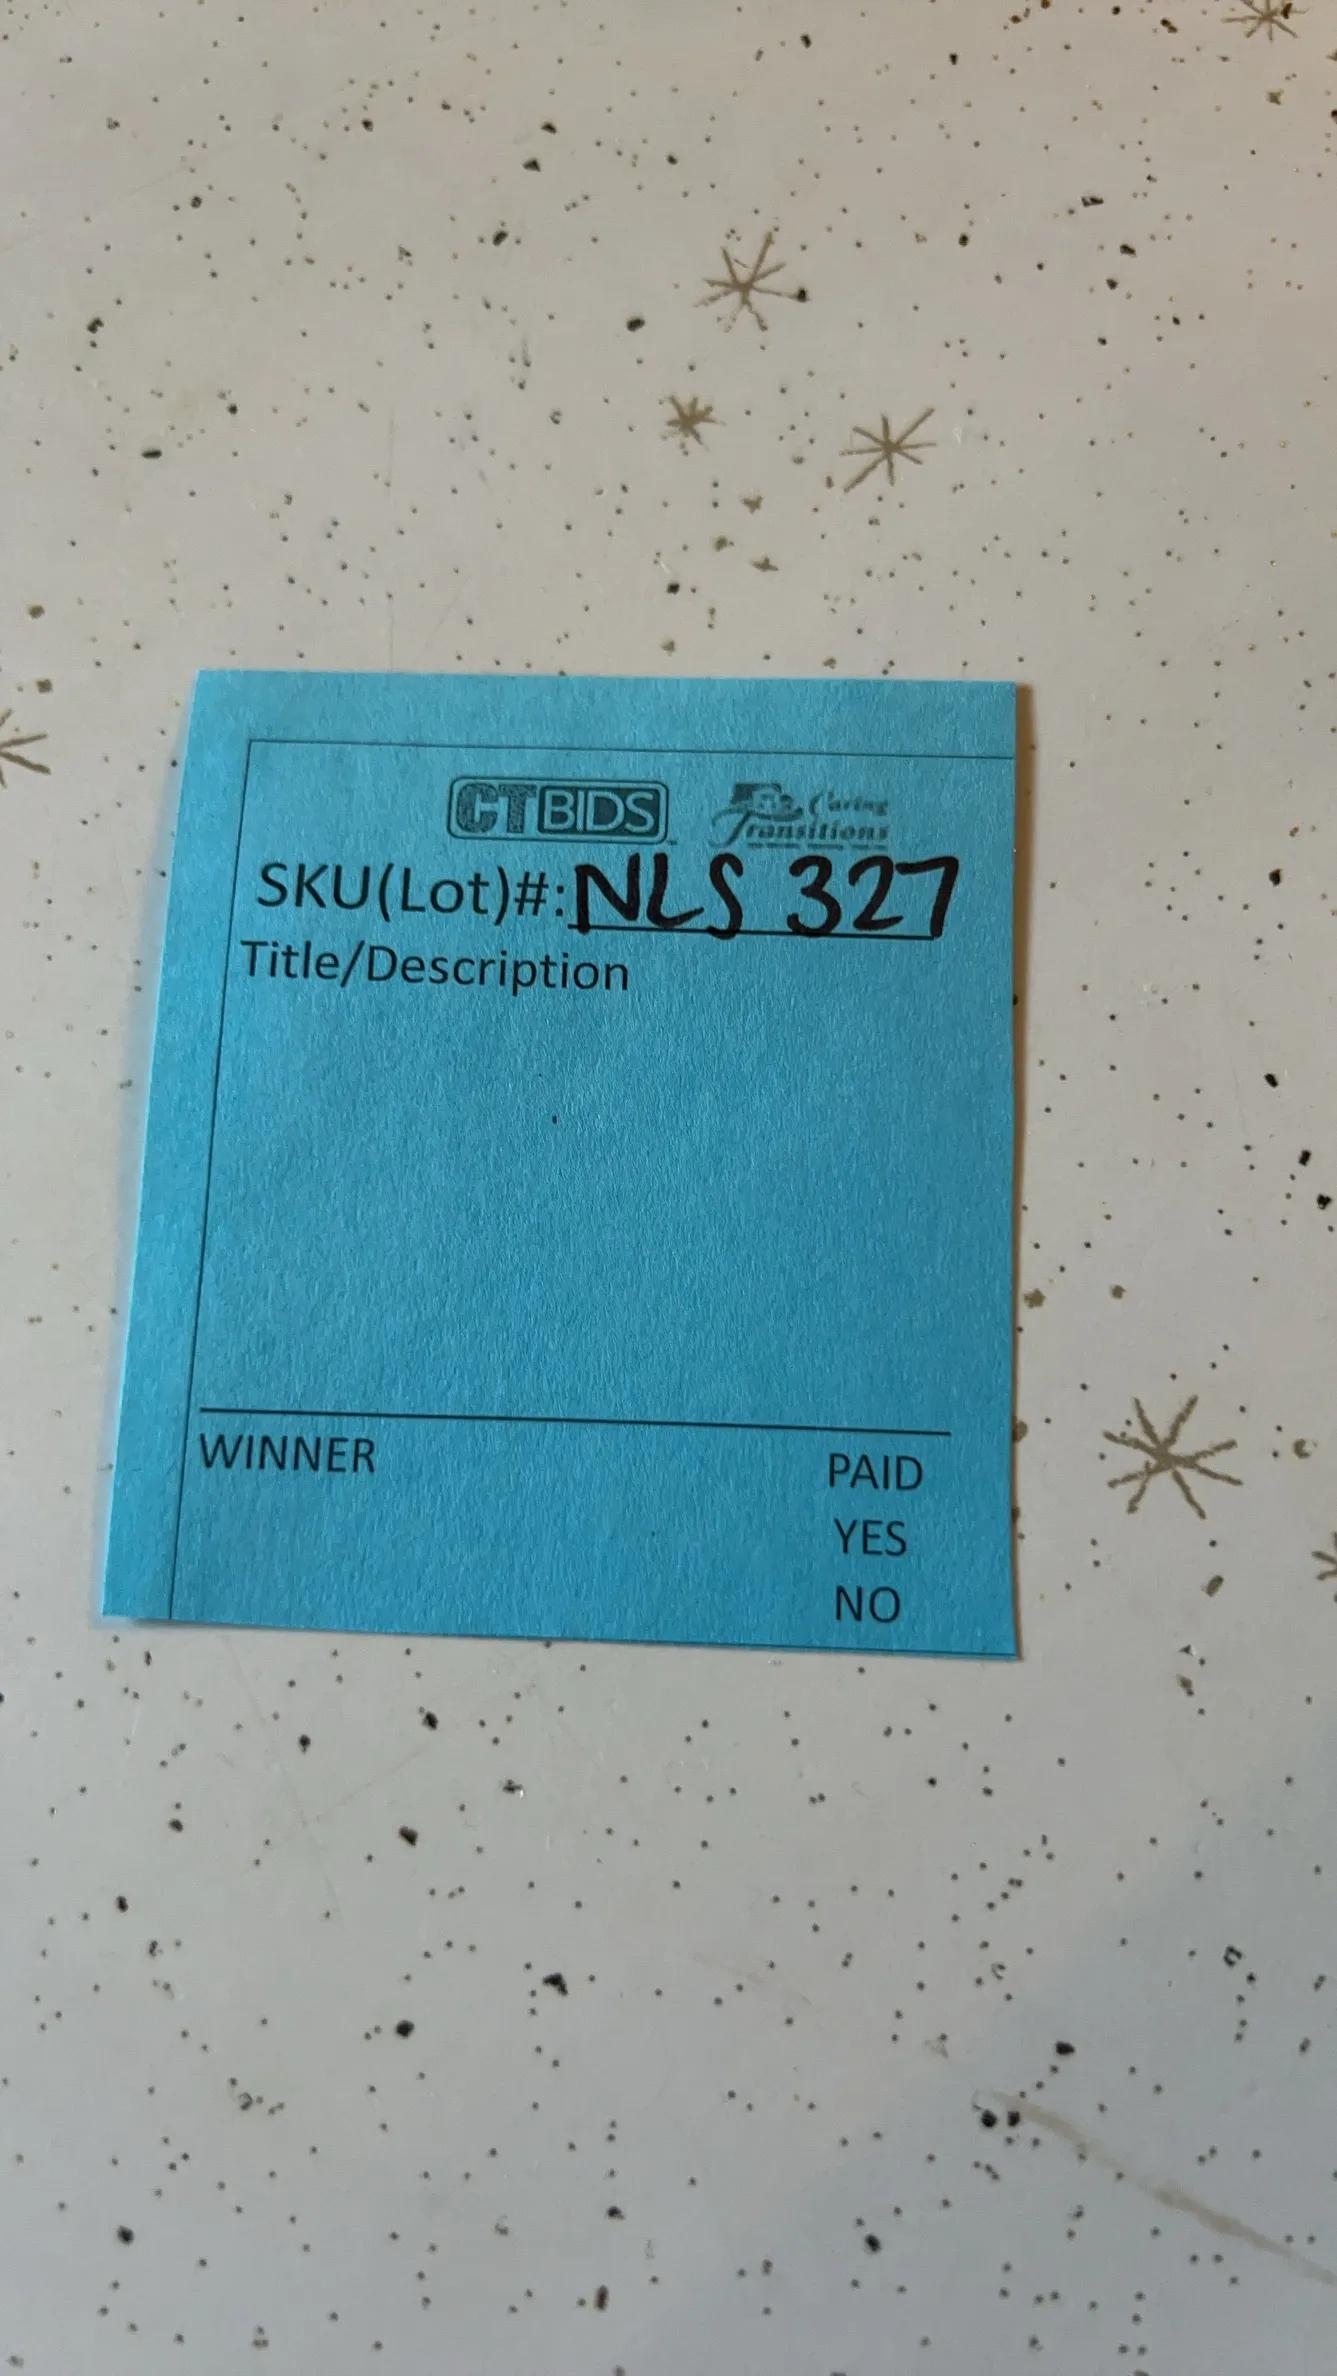 CTBIDS Caring Transitions
SKU(Lot)#: NLS 327
Title/Description
WINNER PAID
YES
NO